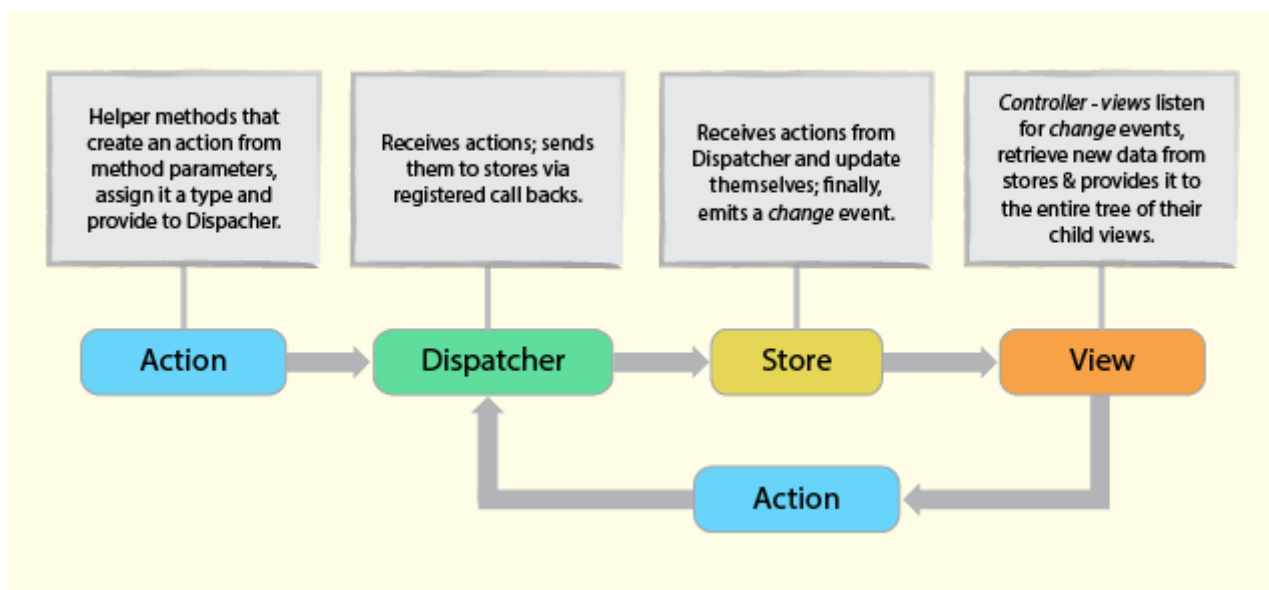 Helper methods that
create an action from
method parameters,
assign it a type and
provide to Dispacher.
Receives actions; sends
them to stores via
registered call backs.
Receives actions from
Dispatcher and update
themselves; finally,
emits a change event.
Controller - views listen
for change events,
retrieve new data from
stores & provides it to
the entire tree of their
child views.
Action
Dispatcher
Store
View
Action